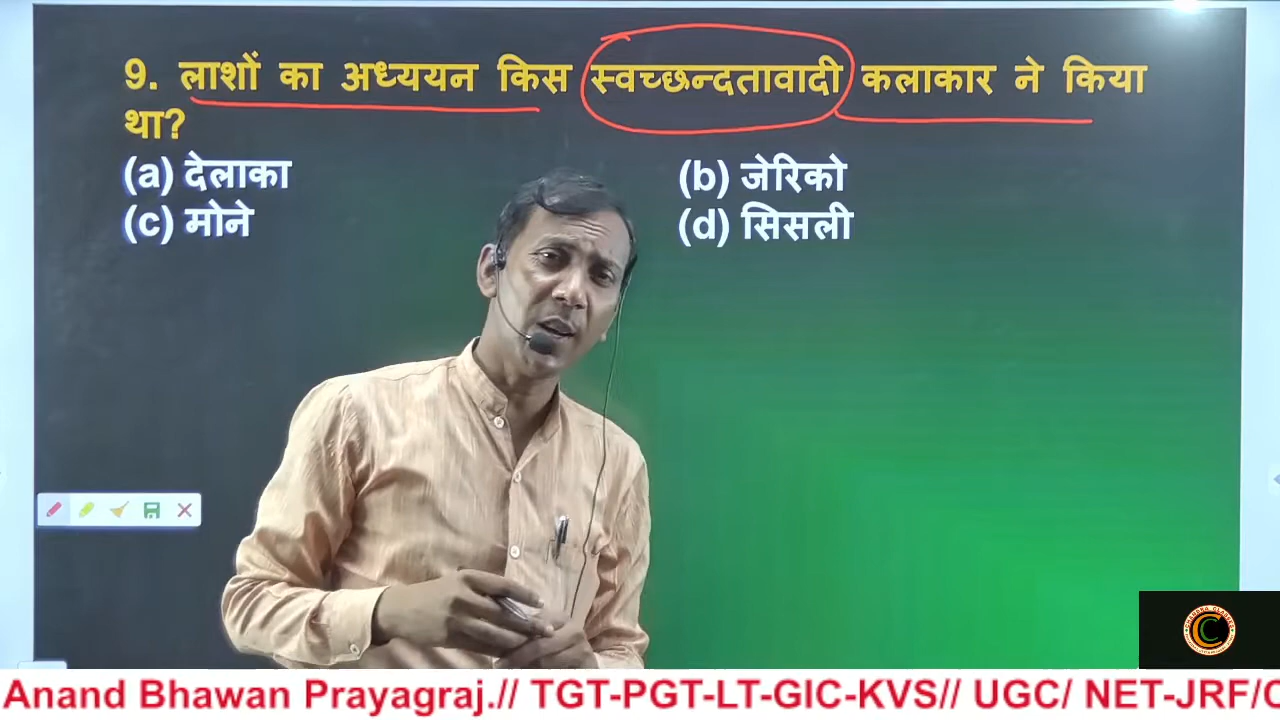 9. लाशों का अध्ययन किस स्वच्छन्दतावादी कलाकार ने किया
था?
(a) देलाका
(b) जेरिको
(c) मोने
(d) सिसली
Anand Bhawan Prayagraj.// TGT-PGT-LT-GIC-KVS// UGC/ NET-JRF/C